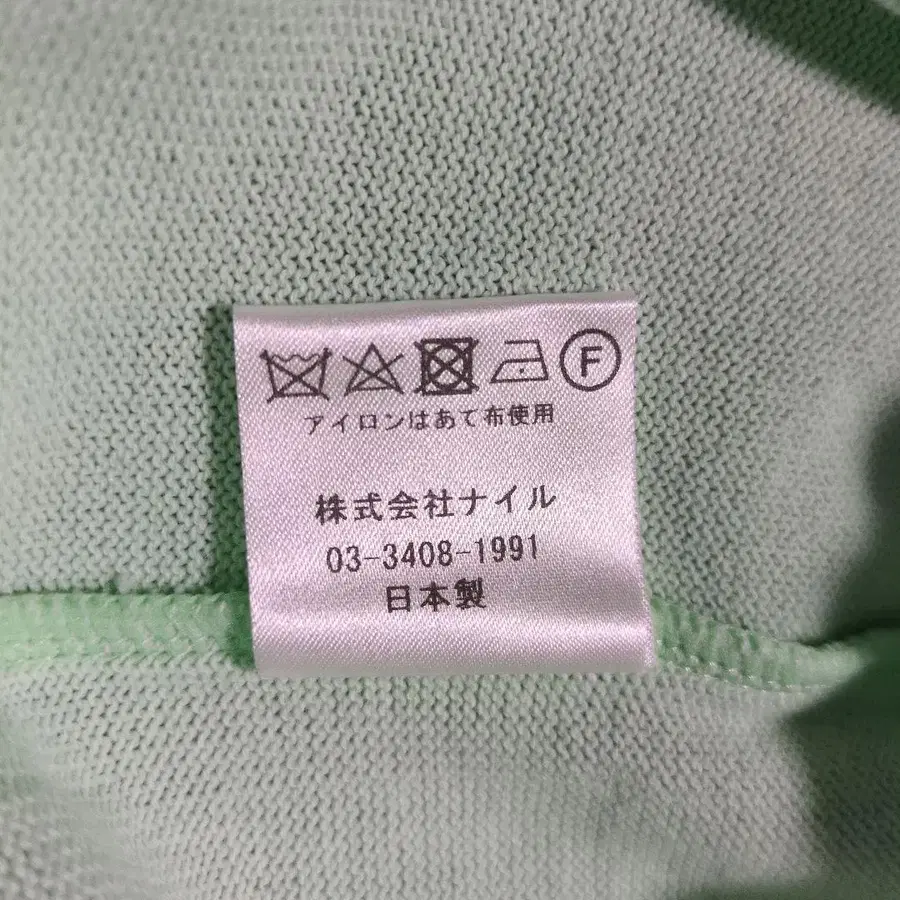 F
アイロンはあて布使用
株式会社ナイル
03-3408-1991
日本製